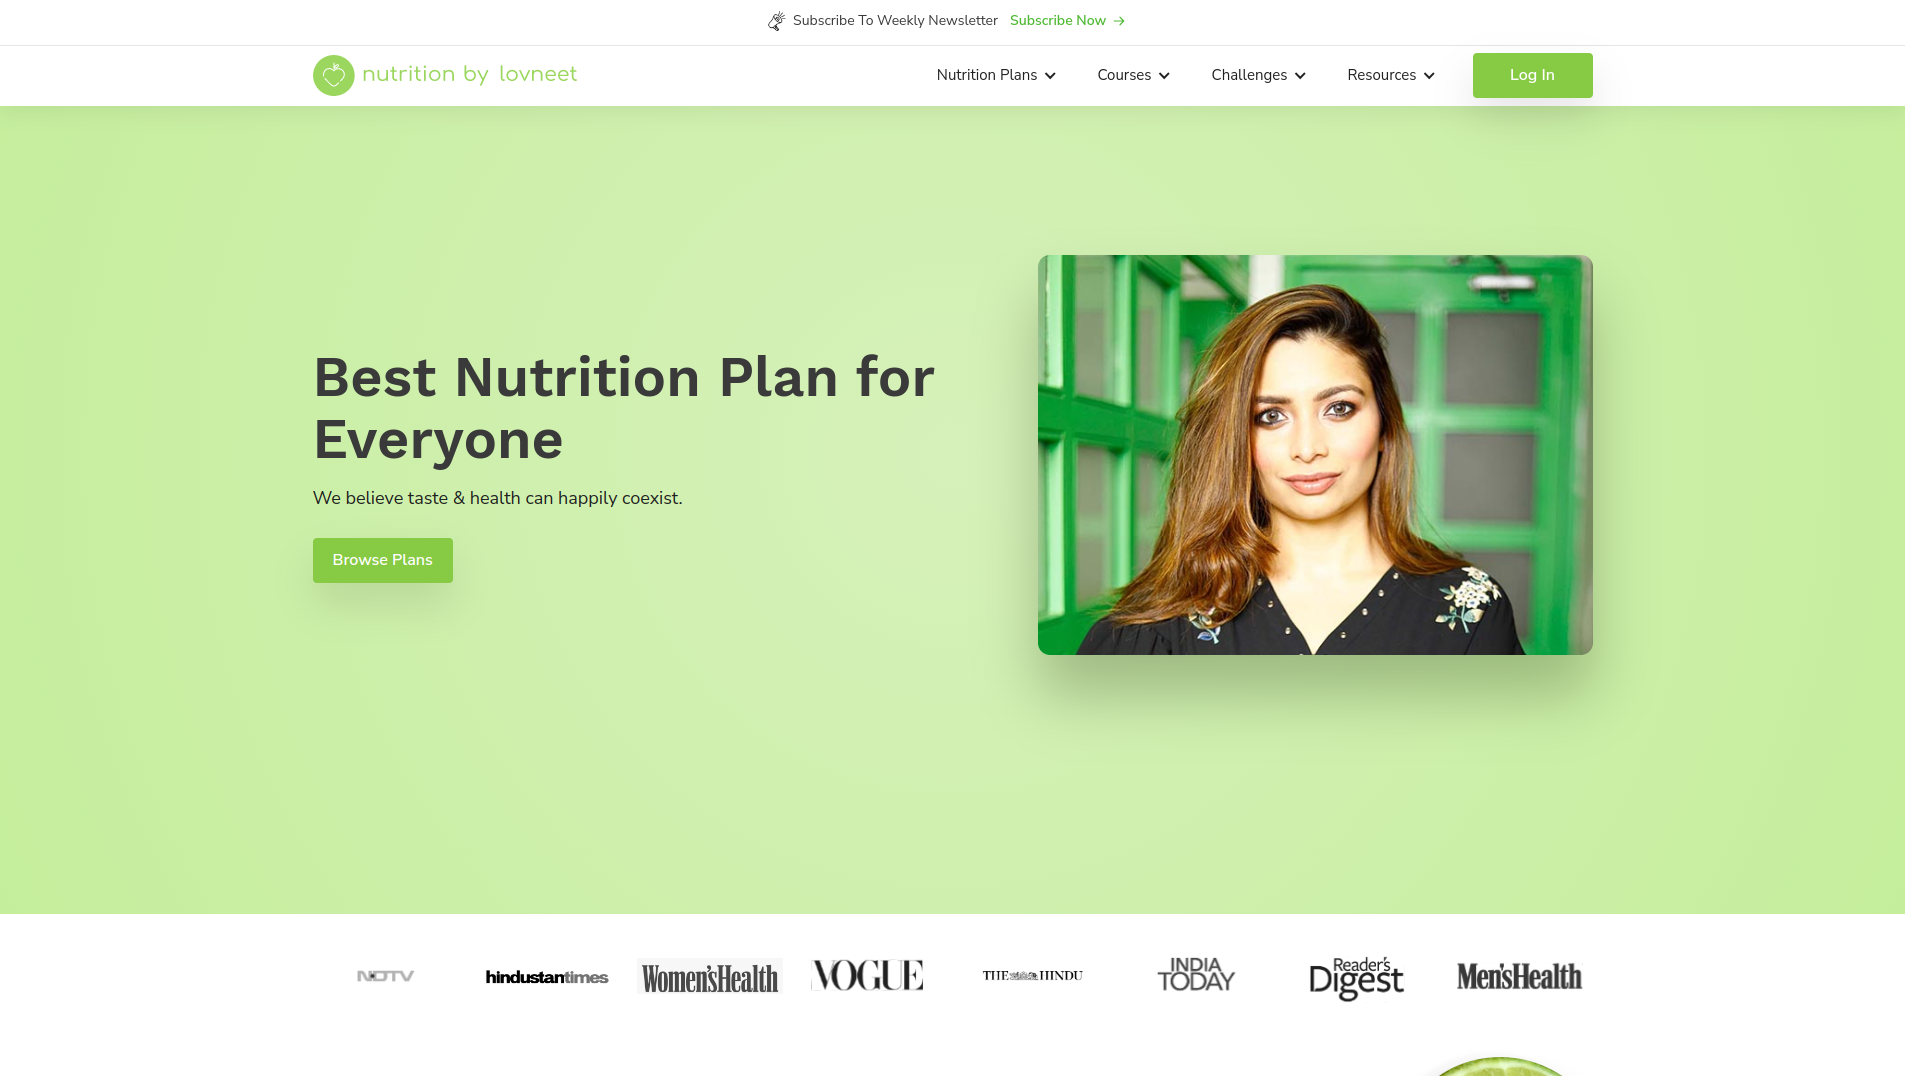 Subscribe To Weekly Newsletter Subscribe Now →
nutrition by lovneet
Nutrition Plans Courses Challenges Resources Log In
Best Nutrition Plan for
Everyone
We believe taste & health can happily coexist.
Browse Plans
NDTV hindustantimes Women'sHealth VOGUE THE HINDU INDIA TODAY Reader's Digest Men'sHealth